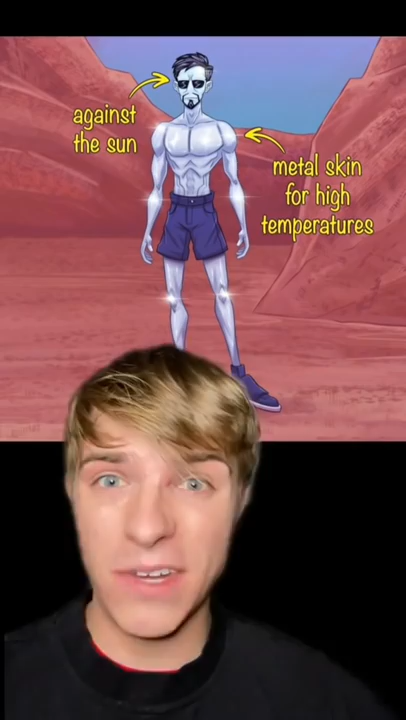 against
the sun
metal skin
for high
temperatures